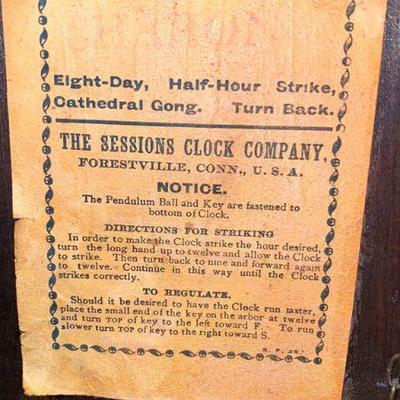 Eight-Day, Half-Hour Strike,
Cathedral Gong. Turn Back.
THE SESSIONS CLOCK COMPANY,
FORESTVILLE, CONN., U. S. A.
NOTICE.
The Pendulum Ball and Key are fastened to
bottom of Clock.
DIRECTIONS FOR STRIKING
In order to make the Clock strike the hour desired,
turn the long hand up to twelve and allow the Clock
to strike. Then turn back to nine and forward again
to twelve. Continue in this way until the Clock
strikes correctly.
TO REGULATE.
Should it be desired to have the Clock run faster,
place the small end of the key on the arbor at twelve
and turn TOP of key to the left toward F. To run
slower turn TOP of key to the right toward S.